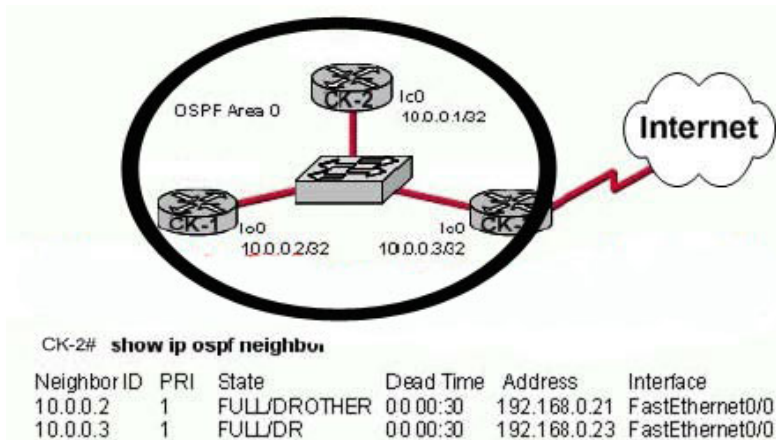 CK-2
lc0
10.0.0.1/32
OSPF Area 0
Internet
CK-1
lo0
10.0.0.2/32
lo0
10.0.0.3/32
CK-
CK-2# show ip ospf neighbor
Neighbor ID PRI State Dead Time Address Interface
10.0.0.2 1 FULL/DROTHER 00:00:30 192.168.0.21 FastEthernet0/0
10.0.0.3 1 FULL/DR 00:00:30 192.168.0.23 FastEthernet0/0